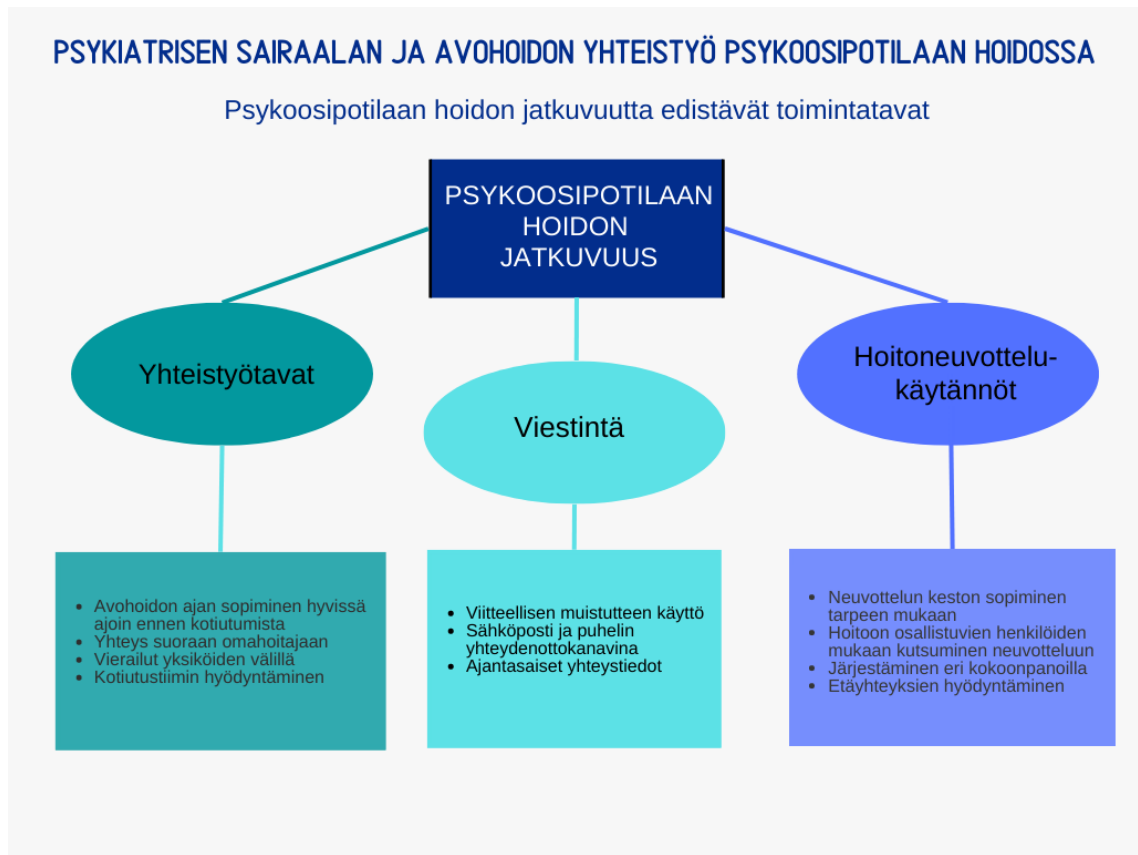 PSYKIATRISEN SAIRAALAN JA AVOHOIDON YHTEISTYÖ PSYKOOSIPOTILAAN HOIDOSSA
Psykoosipotilaan hoidon jatkuvuutta edistävät toimintatavat
PSYKOOSIPOTILAAN
HOIDON
JATKUVUUS
Yhteistyötavat
Viestintä
Hoitoneuvottelu-
käytännöt
• Avohoidon ajan sopiminen hyvissä
ajoin ennen kotiutumista
• Yhteys suoraan omahoitajaan
• Vierailut yksiköiden välillä
• Kotiutustiimin hyödyntäminen
• Viitteellisen muistutteen käyttö
• Sähköposti ja puhelin
yhteydenottokanavina
• Ajantasaiset yhteystiedot
• Neuvottelun keston sopiminen
tarpeen mukaan
• Hoitoon osallistuvien henkilöiden
mukaan kutsuminen neuvotteluun
• Järjestäminen eri kokoonpanoilla
• Etäyhteyksien hyödyntäminen